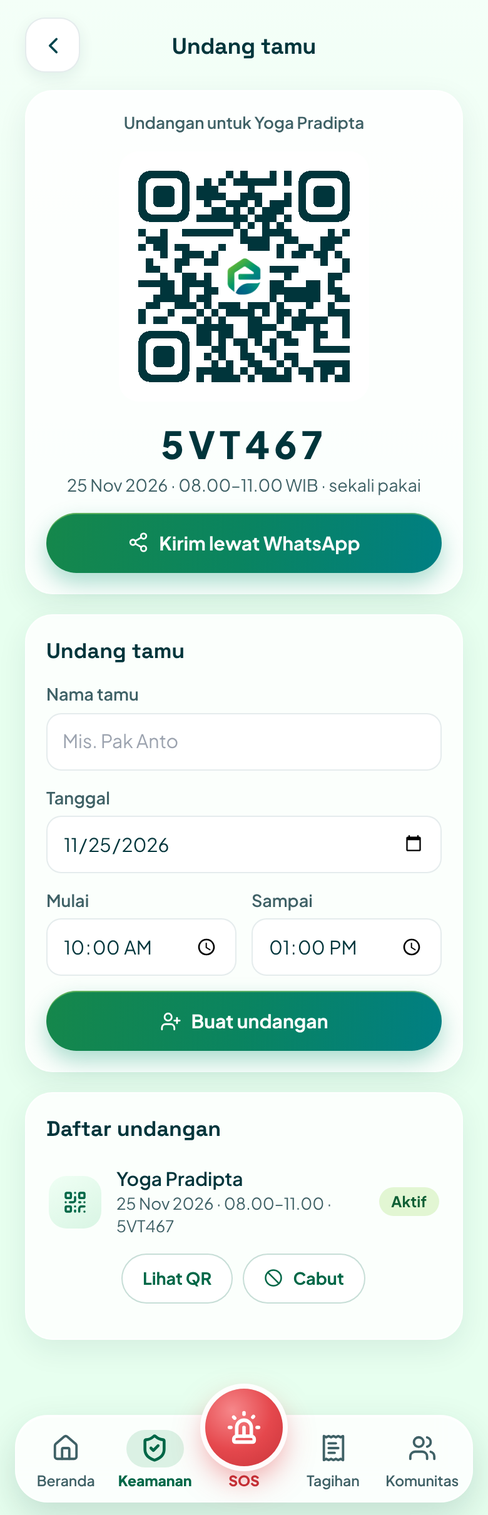 Undang tamu
Undangan untuk Yoga Pradipta
5VT467
25 Nov 2026 · 08.00–11.00 WIB · sekali pakai
Kirim lewat WhatsApp
Undang tamu
Nama tamu
Mis. Pak Anto
Tanggal
11/25/2026
Mulai
Sampai
10:00 AM
01:00 PM
Buat undangan
Daftar undangan
Yoga Pradipta
25 Nov 2026 · 08.00–11.00 ·
5VT467
Aktif
Lihat QR
Cabut
Beranda
Keamanan
SOS
Tagihan
Komunitas